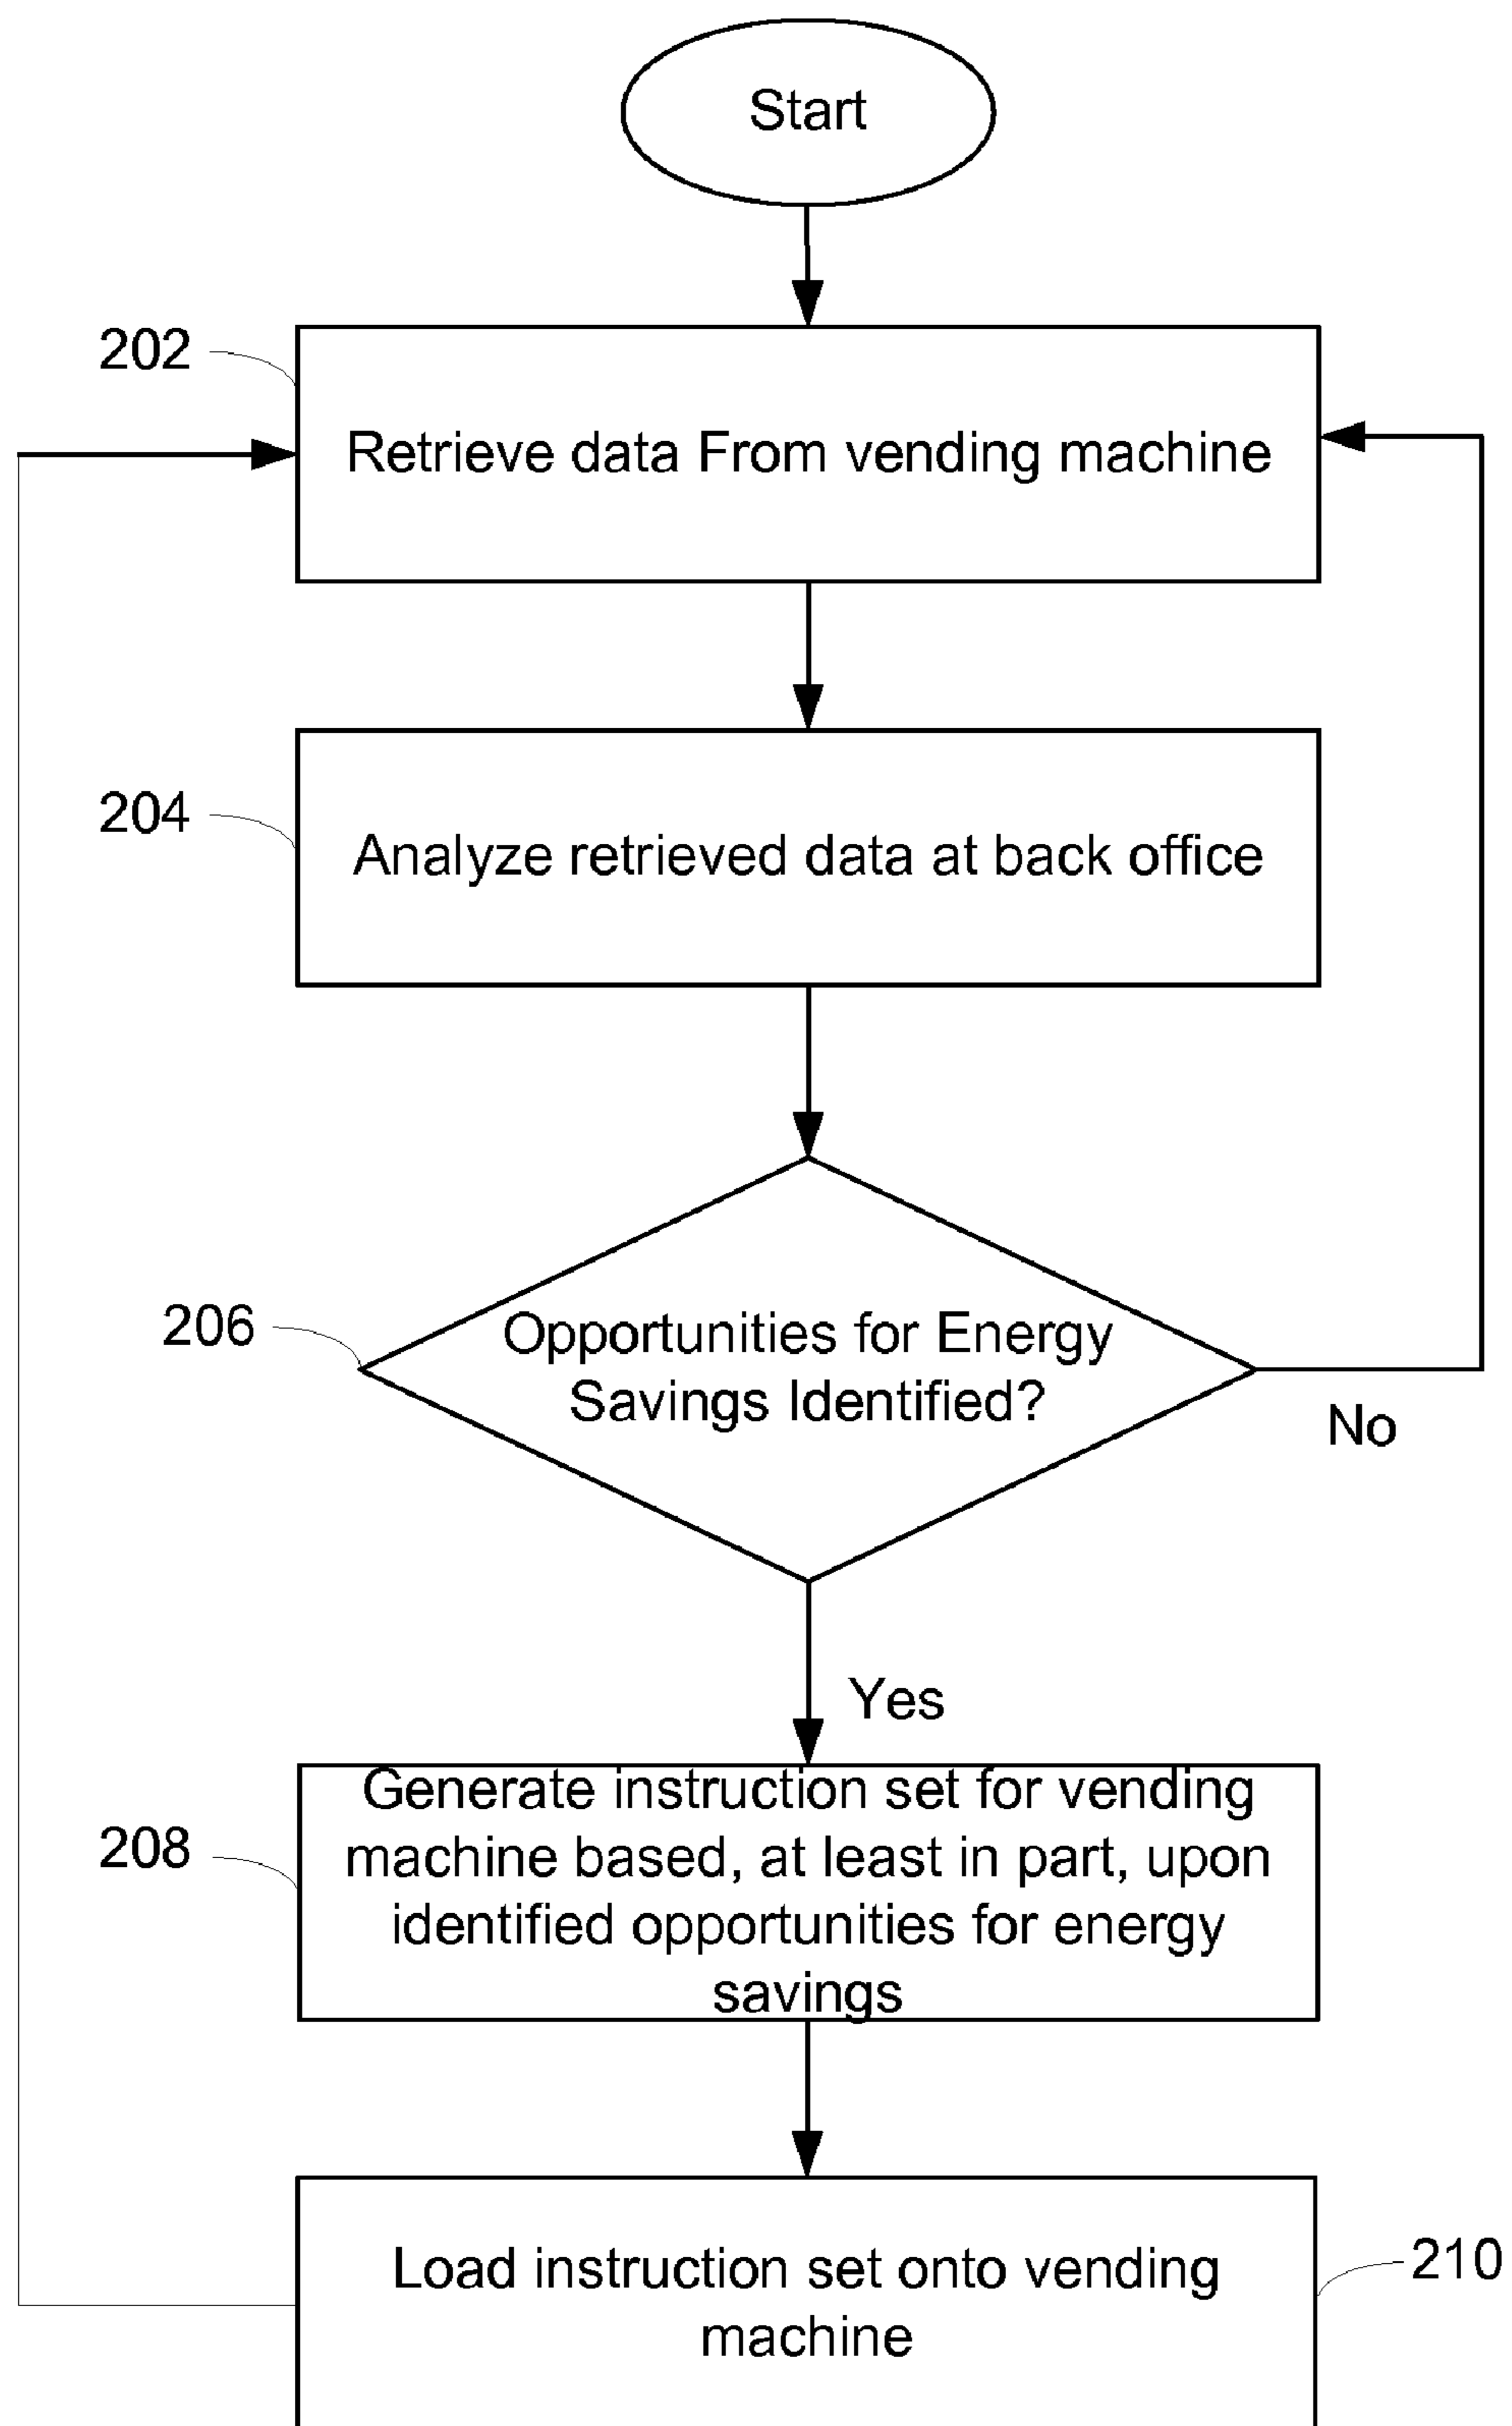 Start
202
Retrieve data From vending machine
204
Analyze retrieved data at back office
206
Opportunities for Energy
Savings Identified?
No
Yes
208
Generate instruction set for vending
machine based, at least in part, upon
identified opportunities for energy
savings
Load instruction set onto vending
machine
210